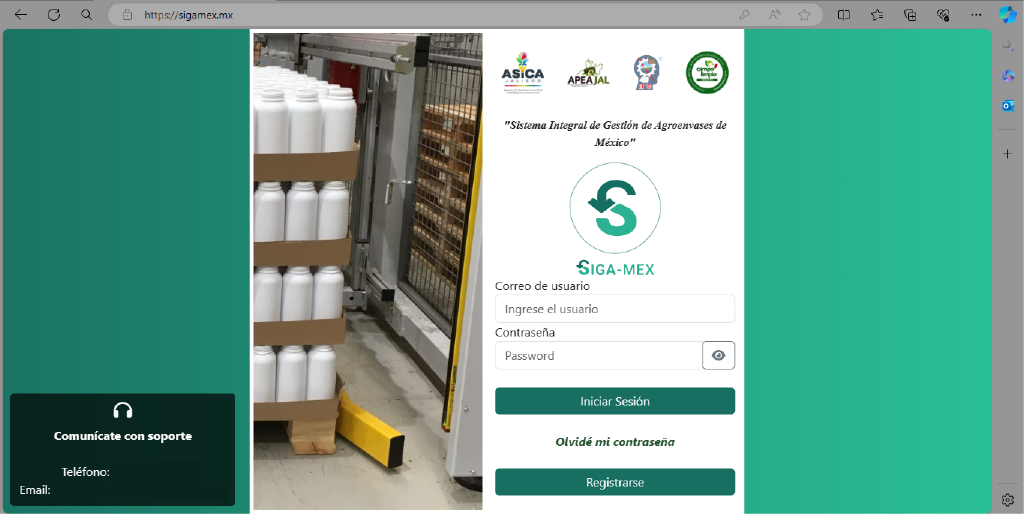 https://sigamex.mx
ASICA
JALISCO
APEAJAL
campo
limpio
"Sistema Integral de Gestión de Agroenvases de
México"
SIGA-MEX
Correo de usuario
Ingrese el usuario
Contraseña
Password
Iniciar Sesión
Olvidé mi contraseña
Registrarse
Comunícate con soporte
Teléfono:
Email: